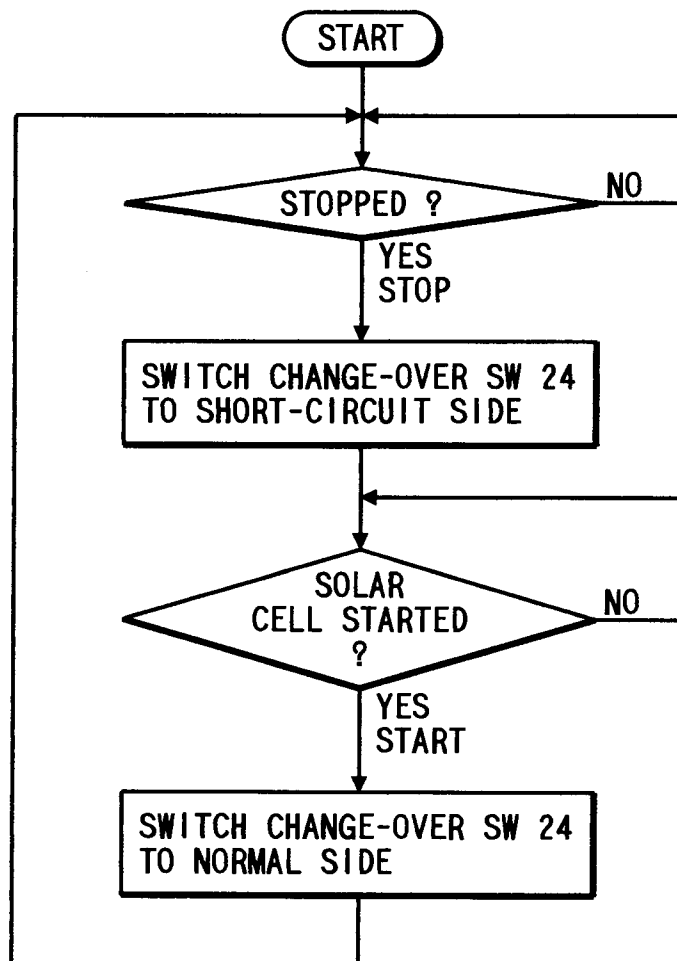 START
STOPPED ?
NO
YES
STOP
SWITCH CHANGE-OVER SW 24
TO SHORT-CIRCUIT SIDE
SOLAR
CELL STARTED
?
NO
YES
START
SWITCH CHANGE-OVER SW 24
TO NORMAL SIDE